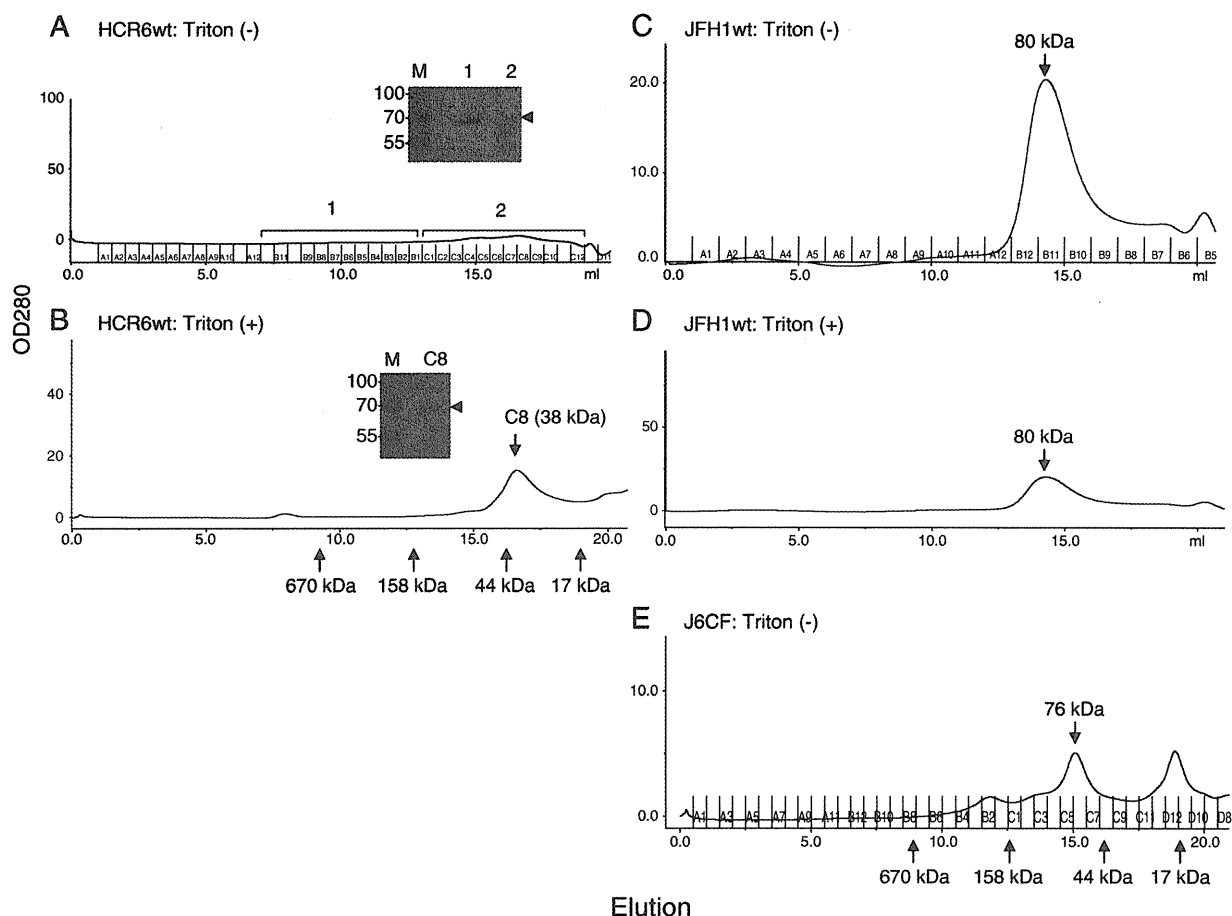 A HCR6wt: Triton (-)
M 1 2
100
70
55
100
50
0
1 2
A1 A2 A3 A4 A5 A6 A7 A8 A9 A10 A12 B11 B9 B8 B7 B6 B5 B4 B3 B2 B1 C1 C2 C3 C4 C5 C6 C7 C8 C9 C10 C12
0.0 5.0 10.0 15.0 ml
OD280
B HCR6wt: Triton (+)
M C8
100
70
55
C8 (38 kDa)
40
20
0
0.0 5.0 10.0 15.0 20.0
670 kDa 158 kDa 44 kDa 17 kDa
C JFH1wt: Triton (-)
80 kDa
20.0
10.0
0.0
A1 A2 A3 A4 A5 A6 A7 A8 A9 A10 A11 A12 B12 B11 B10 B9 B8 B7 B6 B5
0.0 5.0 10.0 15.0 ml
D JFH1wt: Triton (+)
80 kDa
50
0
0.0 5.0 10.0 15.0 ml
E J6CF: Triton (-)
76 kDa
10.0
0.0
A1 A3 A5 A7 A9 A11 B12 B10 B8 B6 B4 B2 C1 C3 C5 C7 C9 C11 D12 D10 D8
0.0 5.0 10.0 15.0 20.0
670 kDa 158 kDa 44 kDa 17 kDa
Elution